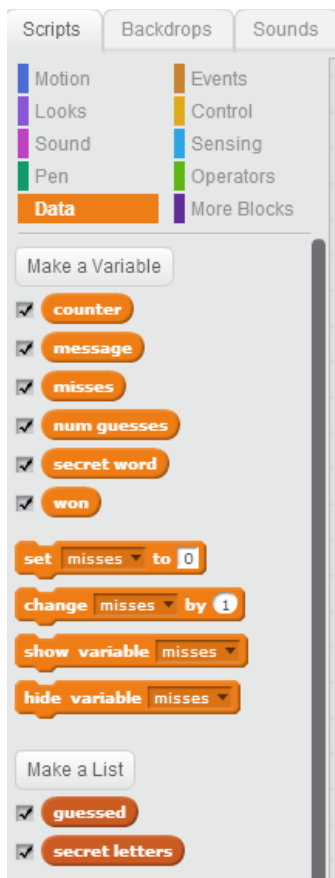 Scripts Backdrops Sounds
Motion Events
Looks Control
Sound Sensing
Pen Operators
Data More Blocks
Make a Variable
counter
message
misses
num guesses
secret word
won
set misses to 0
change misses by 1
show variable misses
hide variable misses
Make a List
guessed
secret letters